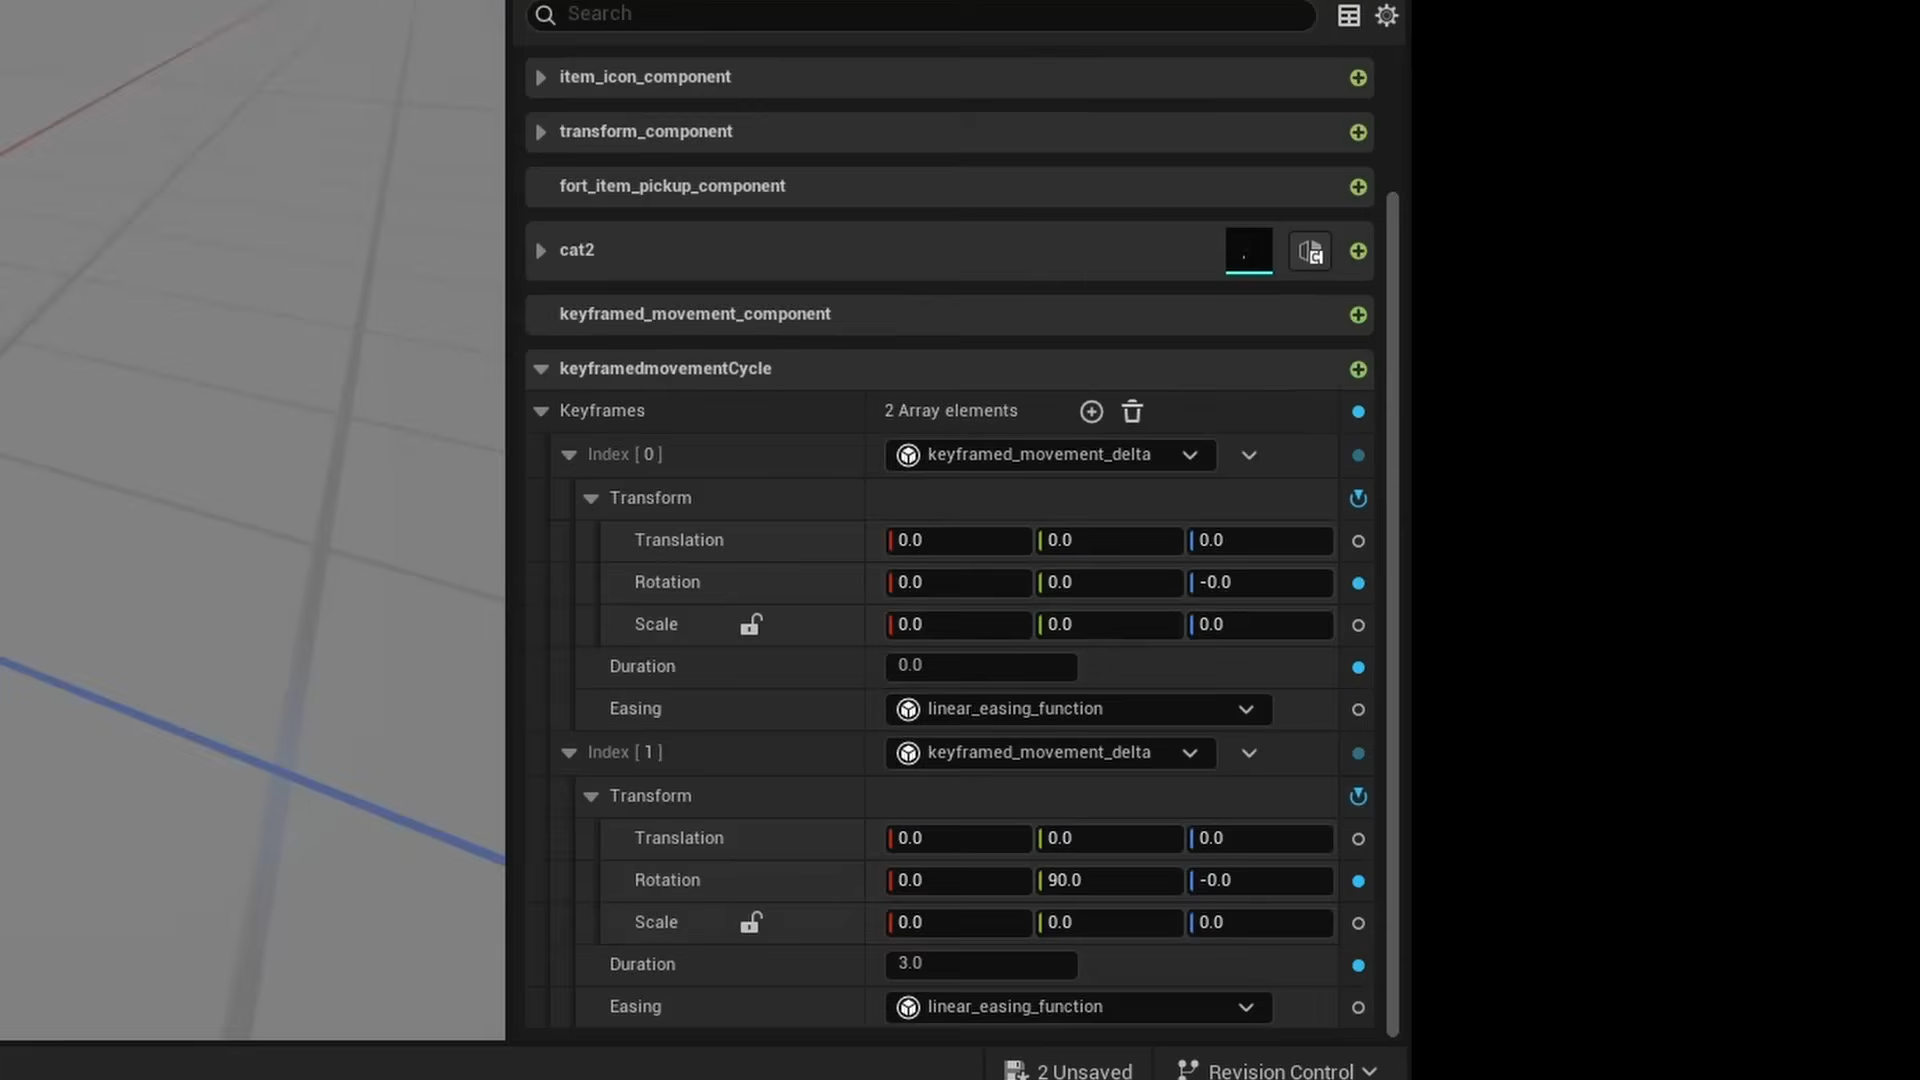 Search
item_icon_component
transform_component
fort_item_pickup_component
cat2
keyframed_movement_component
keyframedmovementCycle
Keyframes 2 Array elements
Index [ 0 ] keyframed_movement_delta
Transform
Translation 0.0 0.0 0.0
Rotation 0.0 0.0 -0.0
Scale 0.0 0.0 0.0
Duration 0.0
Easing linear_easing_function
Index [ 1 ] keyframed_movement_delta
Transform
Translation 0.0 0.0 0.0
Rotation 0.0 90.0 -0.0
Scale 0.0 0.0 0.0
Duration 3.0
Easing linear_easing_function
2 Unsaved Revision Control